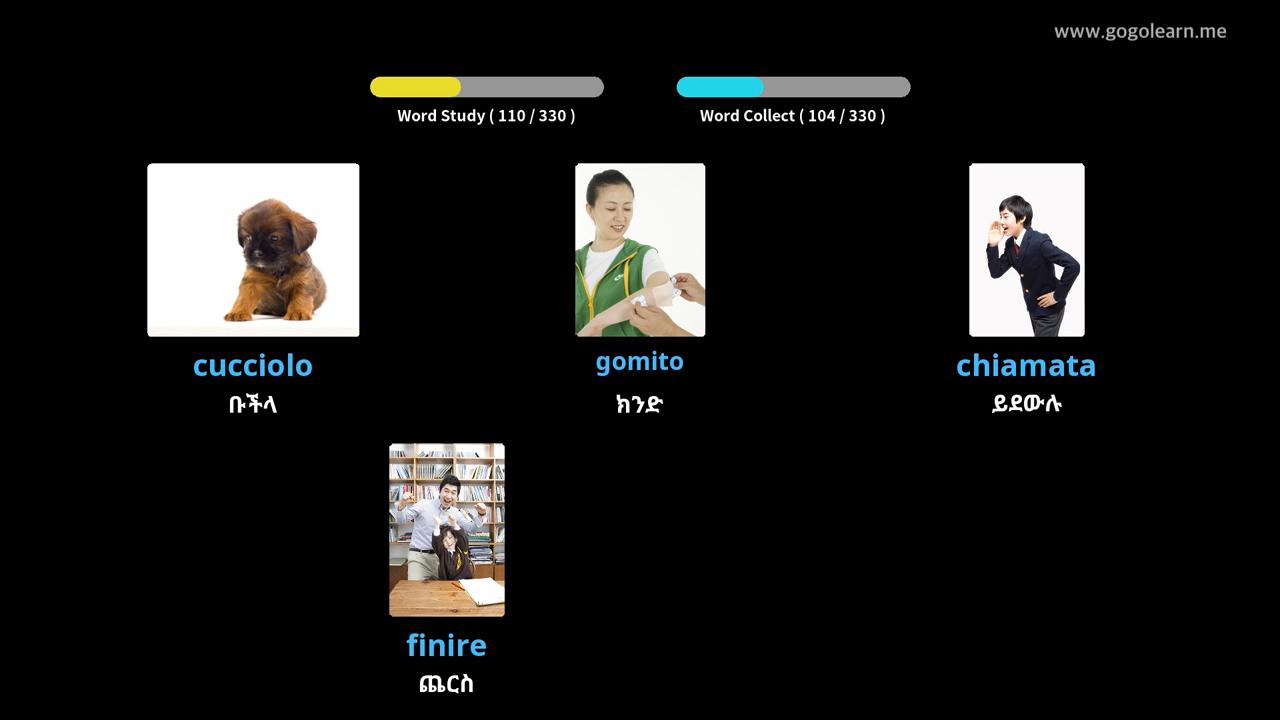 www.gogolearn.me
Word Study ( 110 / 330 )
Word Collect ( 104 / 330 )
cucciolo
ቡችላ
gomito
ክንድ
chiamata
ይደውሉ
finire
ጨርስ